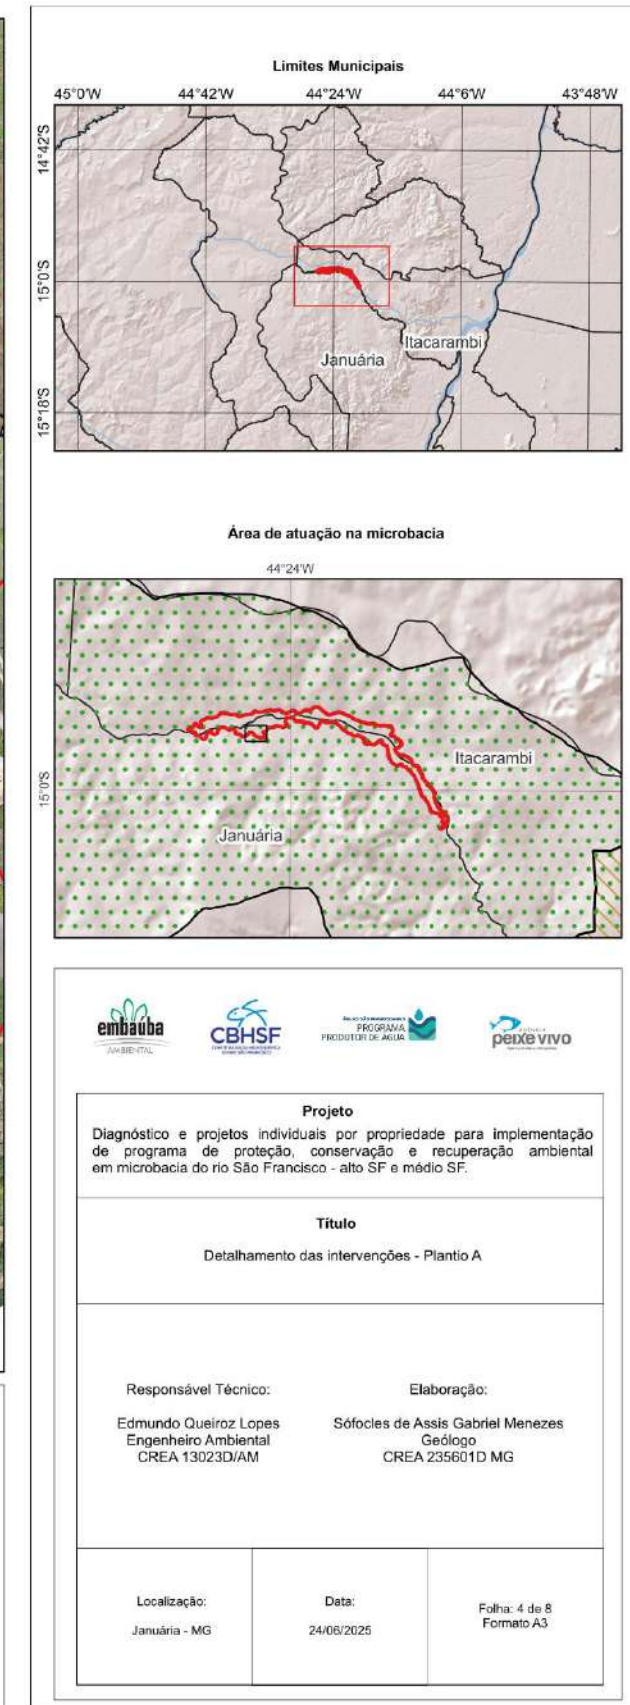 Limites Municipais
45°0'W 44°42'W 44°24'W 44°6'W 43°48'W
14°42'S
15°0'S
15°18'S
Itacarambi
Januária
Área de atuação na microbacia
44°24'W
15°0'S
Itacarambi
Januária
embaúba
AMBIENTAL
CBHSF
PROGRAMA
PRODUTOR DE ÁGUA
AGÊNCIA
peixe vivo
Projeto
Diagnóstico e projetos individuais por propriedade para implementação
de programa de proteção, conservação e recuperação ambiental
em microbacia do rio São Francisco - alto SF e médio SF.
Título
Detalhamento das intervenções - Plantio A
Responsável Técnico:
Edmundo Queiroz Lopes
Engenheiro Ambiental
CREA 13023D/AM
Elaboração:
Sófocles de Assis Gabriel Menezes
Geólogo
CREA 235601D MG
Localização:
Januária - MG
Data:
24/06/2025
Folha: 4 de 8
Formato A3